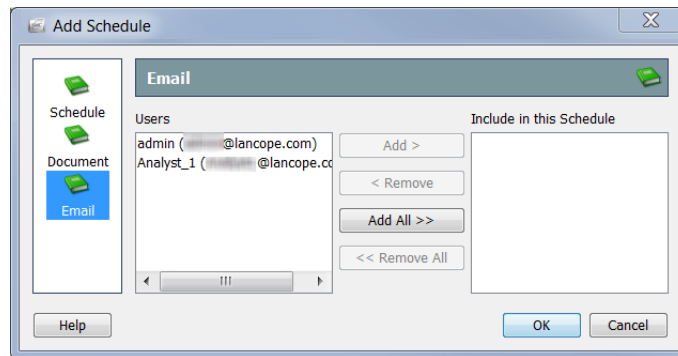 Add Schedule
Schedule
Document
Email
Email
Users
admin ( @lancope.com)
Analyst_1 ( @lancope.co
Add >
< Remove
Add All >>
<< Remove All
Include in this Schedule
Help
OK
Cancel